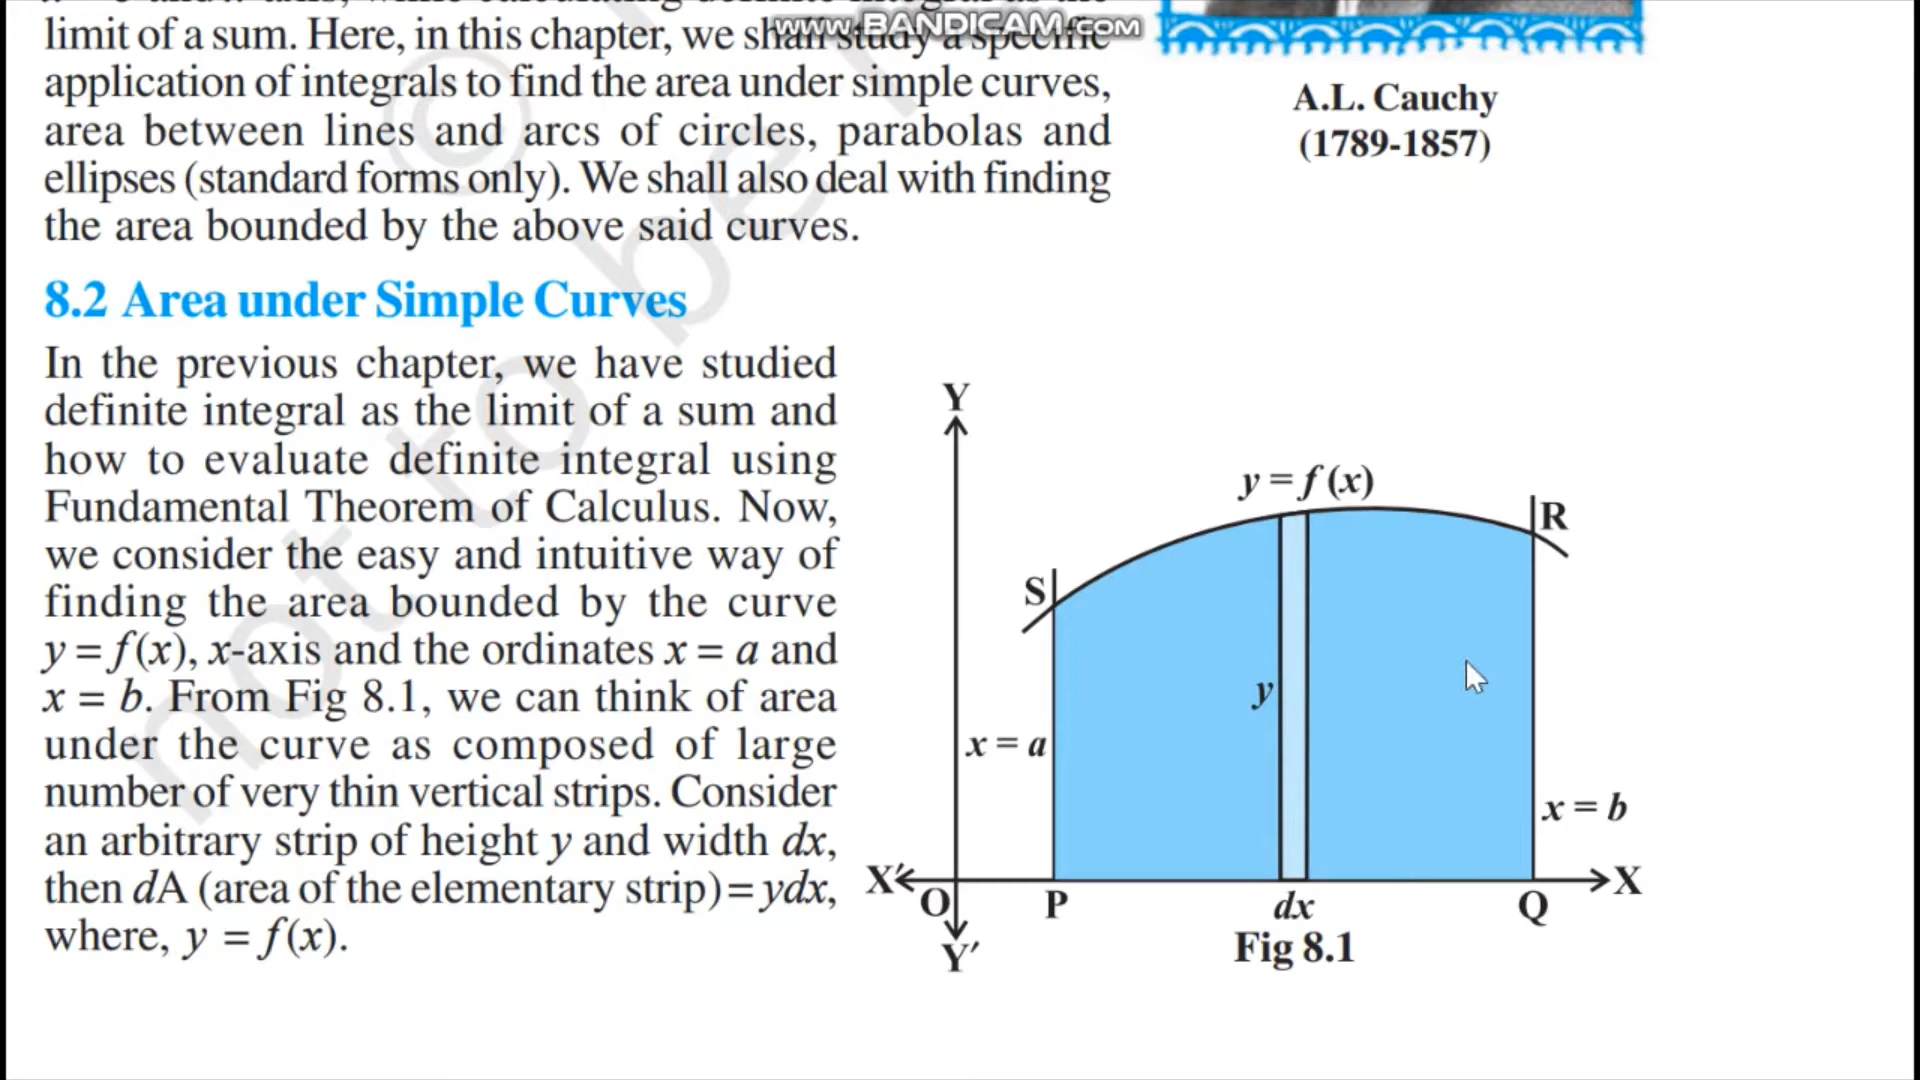 limit of a sum. Here, in this chapter, we shall study a specific
www.BANDICAM.com
application of integrals to find the area under simple curves,
area between lines and arcs of circles, parabolas and
ellipses (standard forms only). We shall also deal with finding
the area bounded by the above said curves.
A.L. Cauchy
(1789-1857)
8.2 Area under Simple Curves
In the previous chapter, we have studied
definite integral as the limit of a sum and
how to evaluate definite integral using
Fundamental Theorem of Calculus. Now,
we consider the easy and intuitive way of
finding the area bounded by the curve
y = f(x), x-axis and the ordinates x = a and
x = b. From Fig 8.1, we can think of area
under the curve as composed of large
number of very thin vertical strips. Consider
an arbitrary strip of height y and width dx,
then dA (area of the elementary strip) = ydx,
where, y = f(x).
Y
y = f (x)
R
S
y
x = a
x = b
X′
X
O
P
dx
Q
Y′
Fig 8.1
© not to be